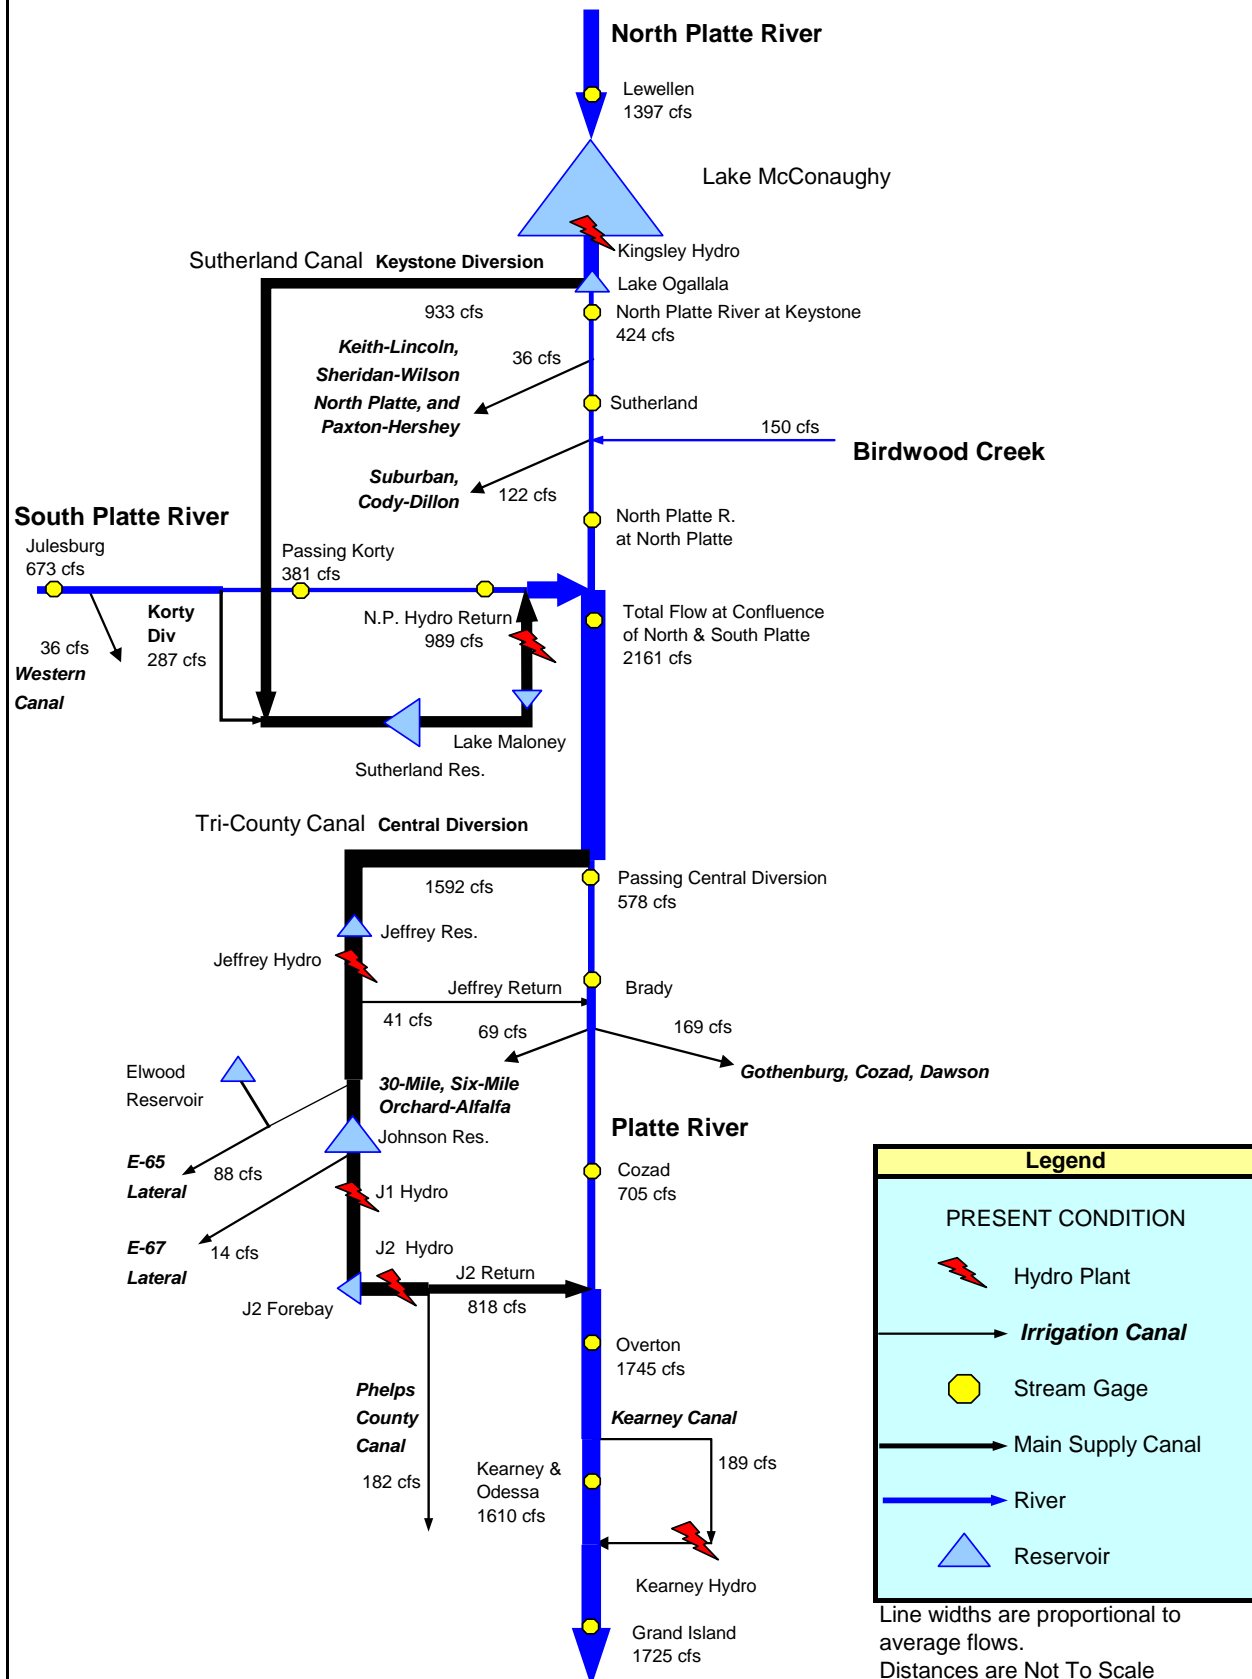 North Platte River
Lewellen
1397 cfs
Lake McConaughy
Kingsley Hydro
Sutherland Canal Keystone Diversion
Lake Ogallala
933 cfs
North Platte River at Keystone
424 cfs
Keith-Lincoln,
Sheridan-Wilson
North Platte, and
Paxton-Hershey
36 cfs
Sutherland
150 cfs
Birdwood Creek
Suburban,
Cody-Dillon
122 cfs
North Platte R.
at North Platte
South Platte River
Julesburg
673 cfs
Passing Korty
381 cfs
Korty
Div
287 cfs
36 cfs
Western
Canal
N.P. Hydro Return
989 cfs
Total Flow at Confluence
of North & South Platte
2161 cfs
Lake Maloney
Sutherland Res.
Tri-County Canal Central Diversion
1592 cfs
Passing Central Diversion
578 cfs
Jeffrey Res.
Jeffrey Hydro
Jeffrey Return
41 cfs
Brady
69 cfs
169 cfs
Gothenburg, Cozad, Dawson
30-Mile, Six-Mile
Orchard-Alfalfa
Elwood
Reservoir
Johnson Res.
Platte River
E-65
Lateral
88 cfs
Cozad
705 cfs
J1 Hydro
E-67
Lateral
14 cfs
J2 Hydro
J2 Return
818 cfs
J2 Forebay
Overton
1745 cfs
Phelps
County
Canal
182 cfs
Kearney Canal
189 cfs
Kearney &
Odessa
1610 cfs
Kearney Hydro
Grand Island
1725 cfs
Legend
PRESENT CONDITION
Hydro Plant
Irrigation Canal
Stream Gage
Main Supply Canal
River
Reservoir
Line widths are proportional to
average flows.
Distances are Not To Scale